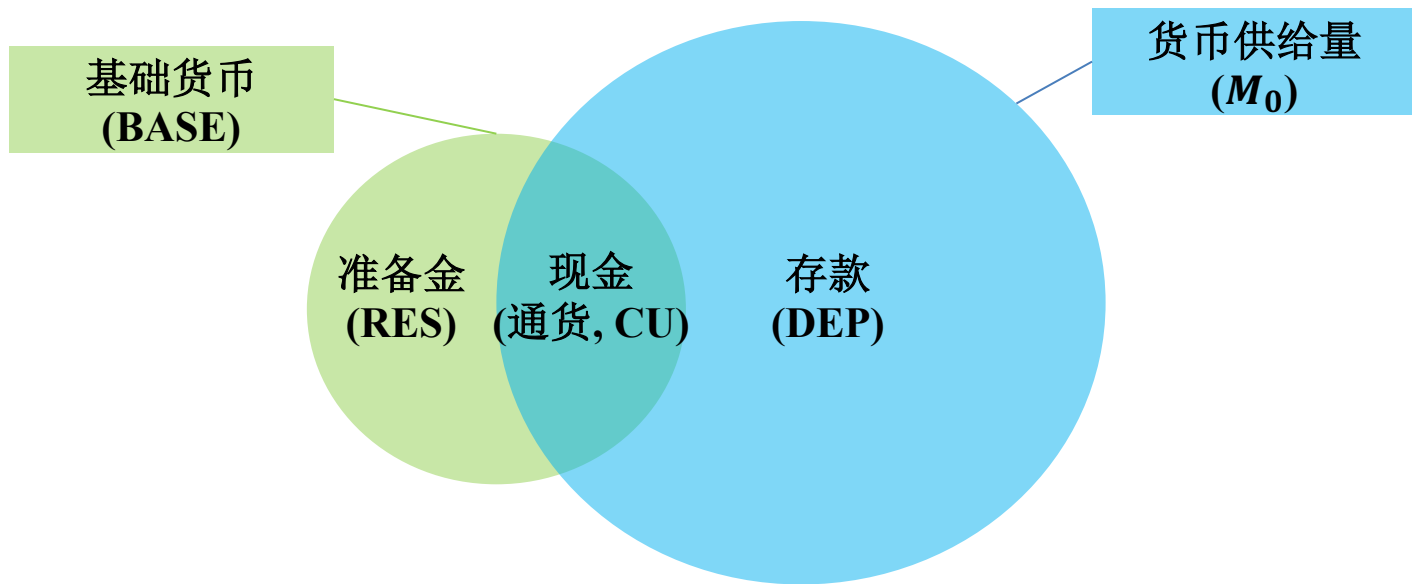 基础货币
(BASE)
货币供给量
(M₀)
准备金
(RES)
现金
(通货, CU)
存款
(DEP)